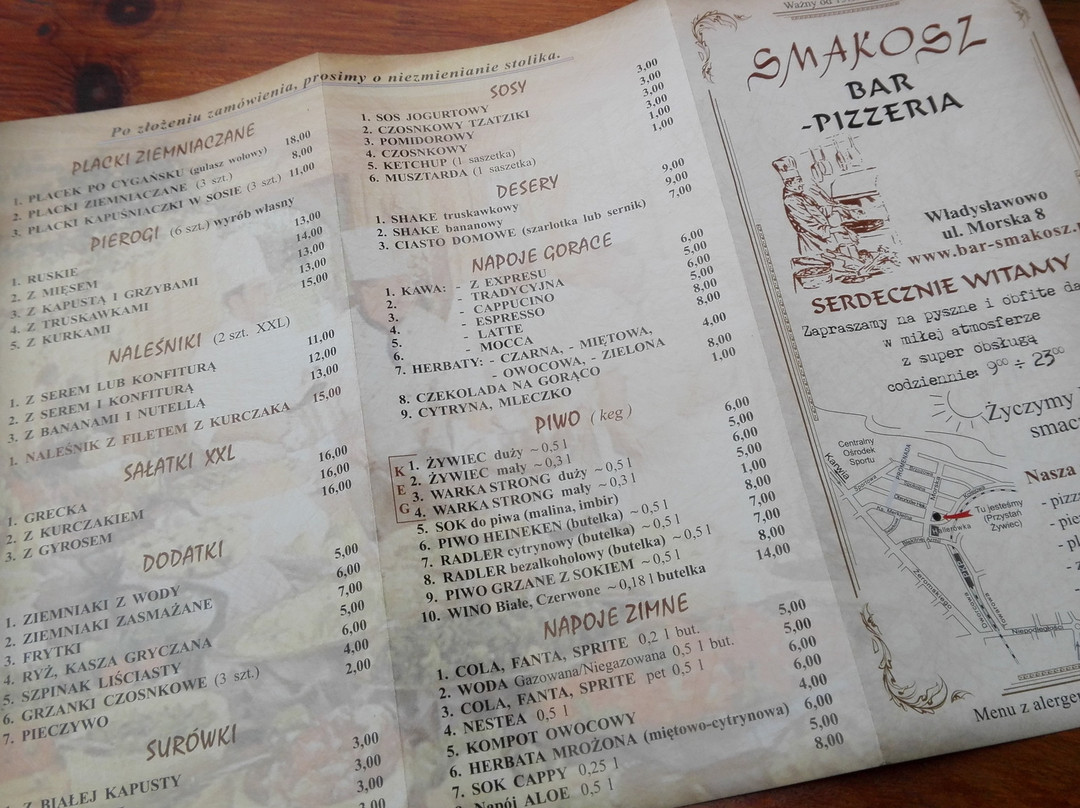 Po złożeniu zamówienia, prosimy o niezmienianie stolika.
PLACKI ZIEMNIACZANE
1. PLACEK PO CYGAŃSKU (gulasz wołowy) 18,00
2. PLACKI ZIEMNIACZANE (3 szt.) 8,00
3. PLACKI KAPUŚNIACZKI W SOSIE (3 szt.) 11,00
PIEROGI (6 szt.) wyrób własny
1. RUSKIE 13,00
2. Z MIĘSEM 14,00
3. Z KAPUSTĄ I GRZYBAMI 13,00
4. Z TRUSKAWKAMI 13,00
5. Z KURKAMI 15,00
NALEŚNIKI (2 szt. XXL)
1. Z SEREM LUB KONFITURĄ 11,00
2. Z SEREM I KONFITURĄ 12,00
3. Z BANANAMI I NUTELLĄ 13,00
1. NALEŚNIK Z FILETEM Z KURCZAKA 15,00
SAŁATKI XXL
1. GRECKA 16,00
2. Z KURCZAKIEM 16,00
3. Z GYROSEM 16,00
DODATKI
1. ZIEMNIAKI Z WODY 5,00
2. ZIEMNIAKI ZASMAŻANE 6,00
3. FRYTKI 7,00
4. RYŻ, KASZA GRYCZANA 5,00
5. SZPINAK LIŚCIASTY 6,00
6. GRZANKI CZOSNKOWE (3 szt.) 4,00
7. PIECZYWO 2,00
SURÓWKI
Z BIAŁEJ KAPUSTY 3,00
3,00
3,00
SOSY
1. SOS JOGURTOWY 3,00
2. CZOSNKOWY TZATZIKI 3,00
3. POMIDOROWY 3,00
4. CZOSNKOWY 3,00
5. KETCHUP (1 saszetka) 1,00
6. MUSZTARDA (1 saszetka) 1,00
DESERY
1. SHAKE truskawkowy 9,00
2. SHAKE bananowy 9,00
3. CIASTO DOMOWE (szarlotka lub sernik) 7,00
NAPOJE GORĄCE
1. KAWA: - Z EXPRESU 6,00
2. - TRADYCYJNA 5,00
3. - CAPPUCINO 6,00
4. - ESPRESSO 5,00
5. - LATTE 8,00
6. - MOCCA 8,00
7. HERBATY: - CZARNA, - MIĘTOWA,
- OWOCOWA, - ZIELONA 4,00
8. CZEKOLADA NA GORĄCO 8,00
9. CYTRYNA, MLECZKO 1,00
PIWO (keg)
KEG
1. ŻYWIEC duży ~0,5 l 6,00
2. ŻYWIEC mały ~0,3 l 5,00
3. WARKA STRONG duży ~0,5 l 6,00
4. WARKA STRONG mały ~0,3 l 5,00
5. SOK do piwa (malina, imbir) 1,00
6. PIWO HEINEKEN (butelka) ~0,5 l 8,00
7. RADLER cytrynowy (butelka) ~0,5 l 7,00
8. RADLER bezalkoholowy (butelka) ~0,5 l 7,00
9. PIWO GRZANE Z SOKIEM ~0,5 l 8,00
10. WINO Białe, Czerwone ~0,18 l butelka 14,00
NAPOJE ZIMNE
1. COLA, FANTA, SPRITE 0,2 l but. 5,00
2. WODA Gazowana/Niegazowana 0,5 l but. 5,00
3. COLA, FANTA, SPRITE pet 0,5 l 6,00
4. NESTEA 0,5 l 6,00
5. KOMPOT OWOCOWY 4,00
6. HERBATA MROŻONA (miętowo-cytrynowa) 6,00
7. SOK CAPPY 0,25 l 5,00
Napój ALOE 0,5 l 8,00
Ważny od
SMAKOSZ
BAR
-PIZZERIA
Władysławowo
ul. Morska 8
www.bar-smakosz.
SERDECZNIE WITAMY
Zapraszamy na pyszne i obfite da
w miłej atmosferze
z super obsługą
codziennie: 9⁰⁰ ÷ 23⁰⁰
Życzymy
smac
Centralny
Ośrodek
Sportu
Karwia
PROMENADA
Morska
Tu jesteśmy
(Przystań
Żywiec)
Hallerówka
Żeromskiego
Dworcowa
Towarowa
Niepodległości
Nasza
- pizz
- pie
- pl
Menu z alerge